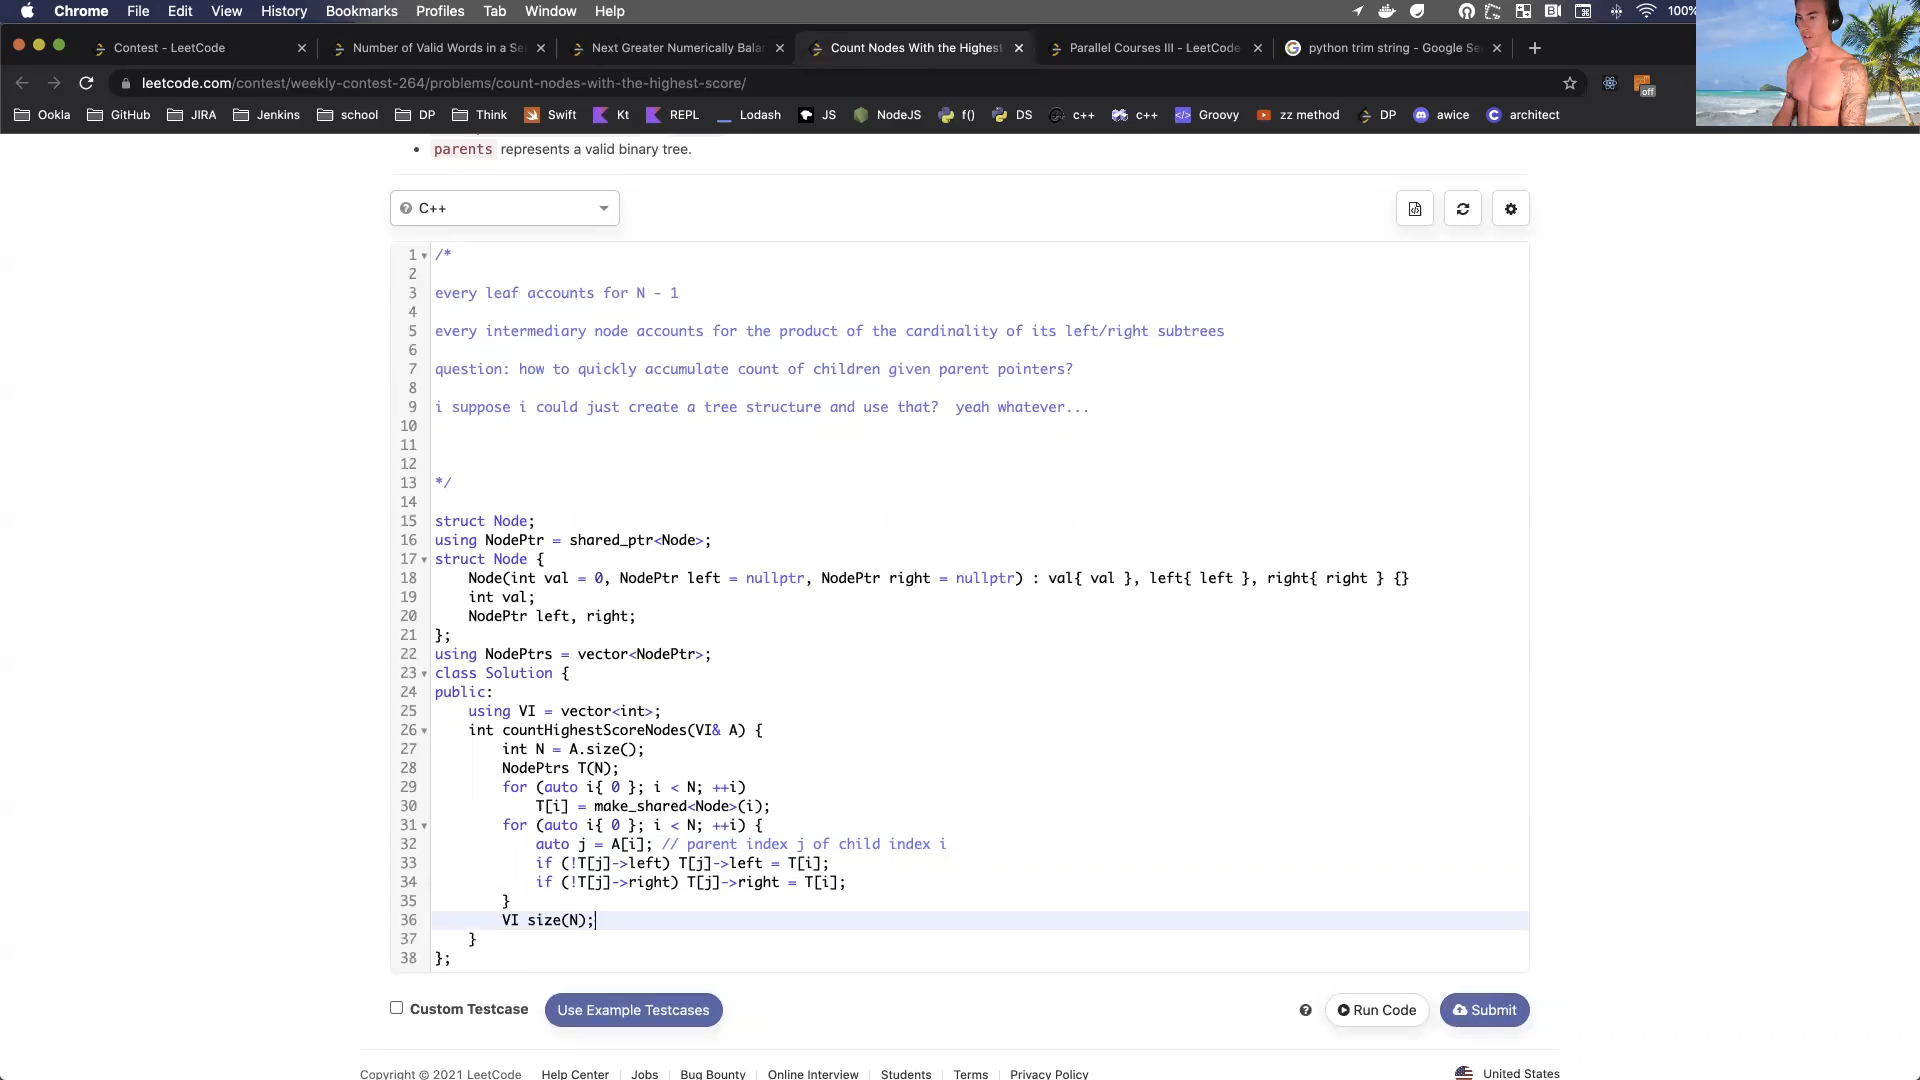 Chrome File Edit View History Bookmarks Profiles Tab Window Help 100%
Contest - LeetCode
Number of Valid Words in a Se
Next Greater Numerically Bala
Count Nodes With the Highest
Parallel Courses III - LeetCode
python trim string - Google Se
leetcode.com/contest/weekly-contest-264/problems/count-nodes-with-the-highest-score/
off
Ookla GitHub JIRA Jenkins school DP Think Swift Kt REPL Lodash JS NodeJS f() DS c++ c++ Groovy zz method DP awice architect
parents represents a valid binary tree.
C++
1 /*
2
3 every leaf accounts for N - 1
4
5 every intermediary node accounts for the product of the cardinality of its left/right subtrees
6
7 question: how to quickly accumulate count of children given parent pointers?
8
9 i suppose i could just create a tree structure and use that?  yeah whatever...
10
11
12
13 */
14
15 struct Node;
16 using NodePtr = shared_ptr<Node>;
17 struct Node {
18     Node(int val = 0, NodePtr left = nullptr, NodePtr right = nullptr) : val{ val }, left{ left }, right{ right } {}
19     int val;
20     NodePtr left, right;
21 };
22 using NodePtrs = vector<NodePtr>;
23 class Solution {
24 public:
25     using VI = vector<int>;
26     int countHighestScoreNodes(VI& A) {
27         int N = A.size();
28         NodePtrs T(N);
29         for (auto i{ 0 }; i < N; ++i)
30             T[i] = make_shared<Node>(i);
31         for (auto i{ 0 }; i < N; ++i) {
32             auto j = A[i]; // parent index j of child index i
33             if (!T[j]->left) T[j]->left = T[i];
34             if (!T[j]->right) T[j]->right = T[i];
35         }
36         VI size(N);
37     }
38 };
Custom Testcase Use Example Testcases Run Code Submit
Copyright © 2021 LeetCode Help Center Jobs Bug Bounty Online Interview Students Terms Privacy Policy United States